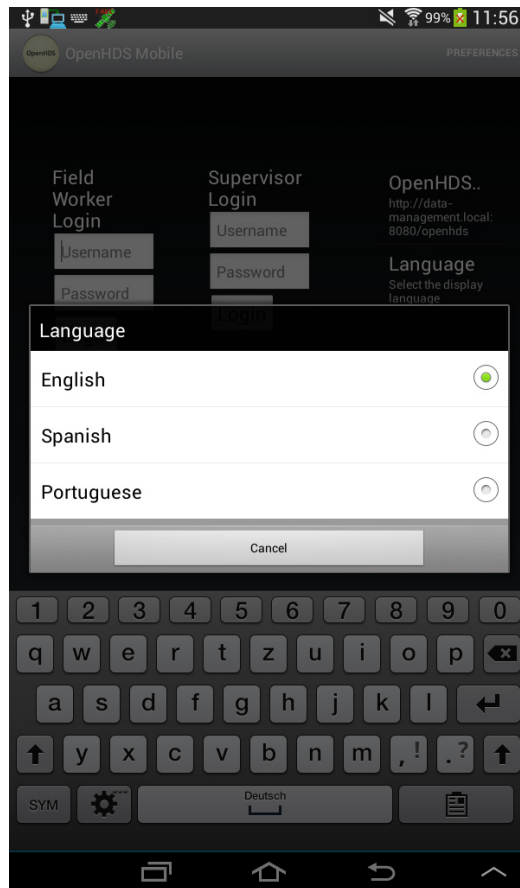 99% 11:56
OpenHDS OpenHDS Mobile PREFERENCES
Field
Worker
Login
Username
Password
Supervisor
Login
Username
Password
Login
OpenHDS..
http://data-
management.local:
8080/openhds
Language
Select the display
language
Language
English
Spanish
Portuguese
Cancel
1 2 3 4 5 6 7 8 9 0
q w e r t z u i o p
a s d f g h j k l
y x c v b n m , ! . ?
SYM Deutsch